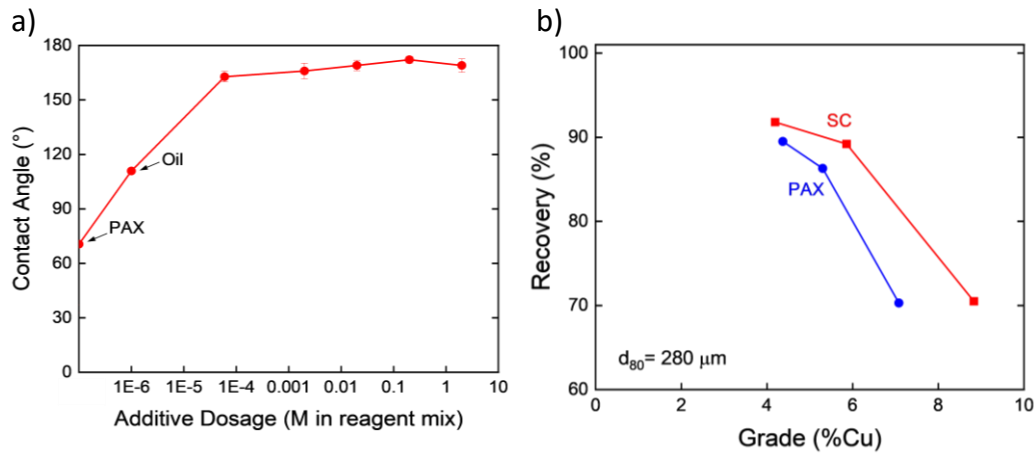 a)
180
150
120
90
60
30
0
Contact Angle (°)
Oil
PAX
1E-6 1E-5 1E-4 0.001 0.01 0.1 1 10
Additive Dosage (M in reagent mix)
b)
100
90
80
70
60
Recovery (%)
SC
PAX
d80= 280 μm
0 2 4 6 8 10
Grade (%Cu)